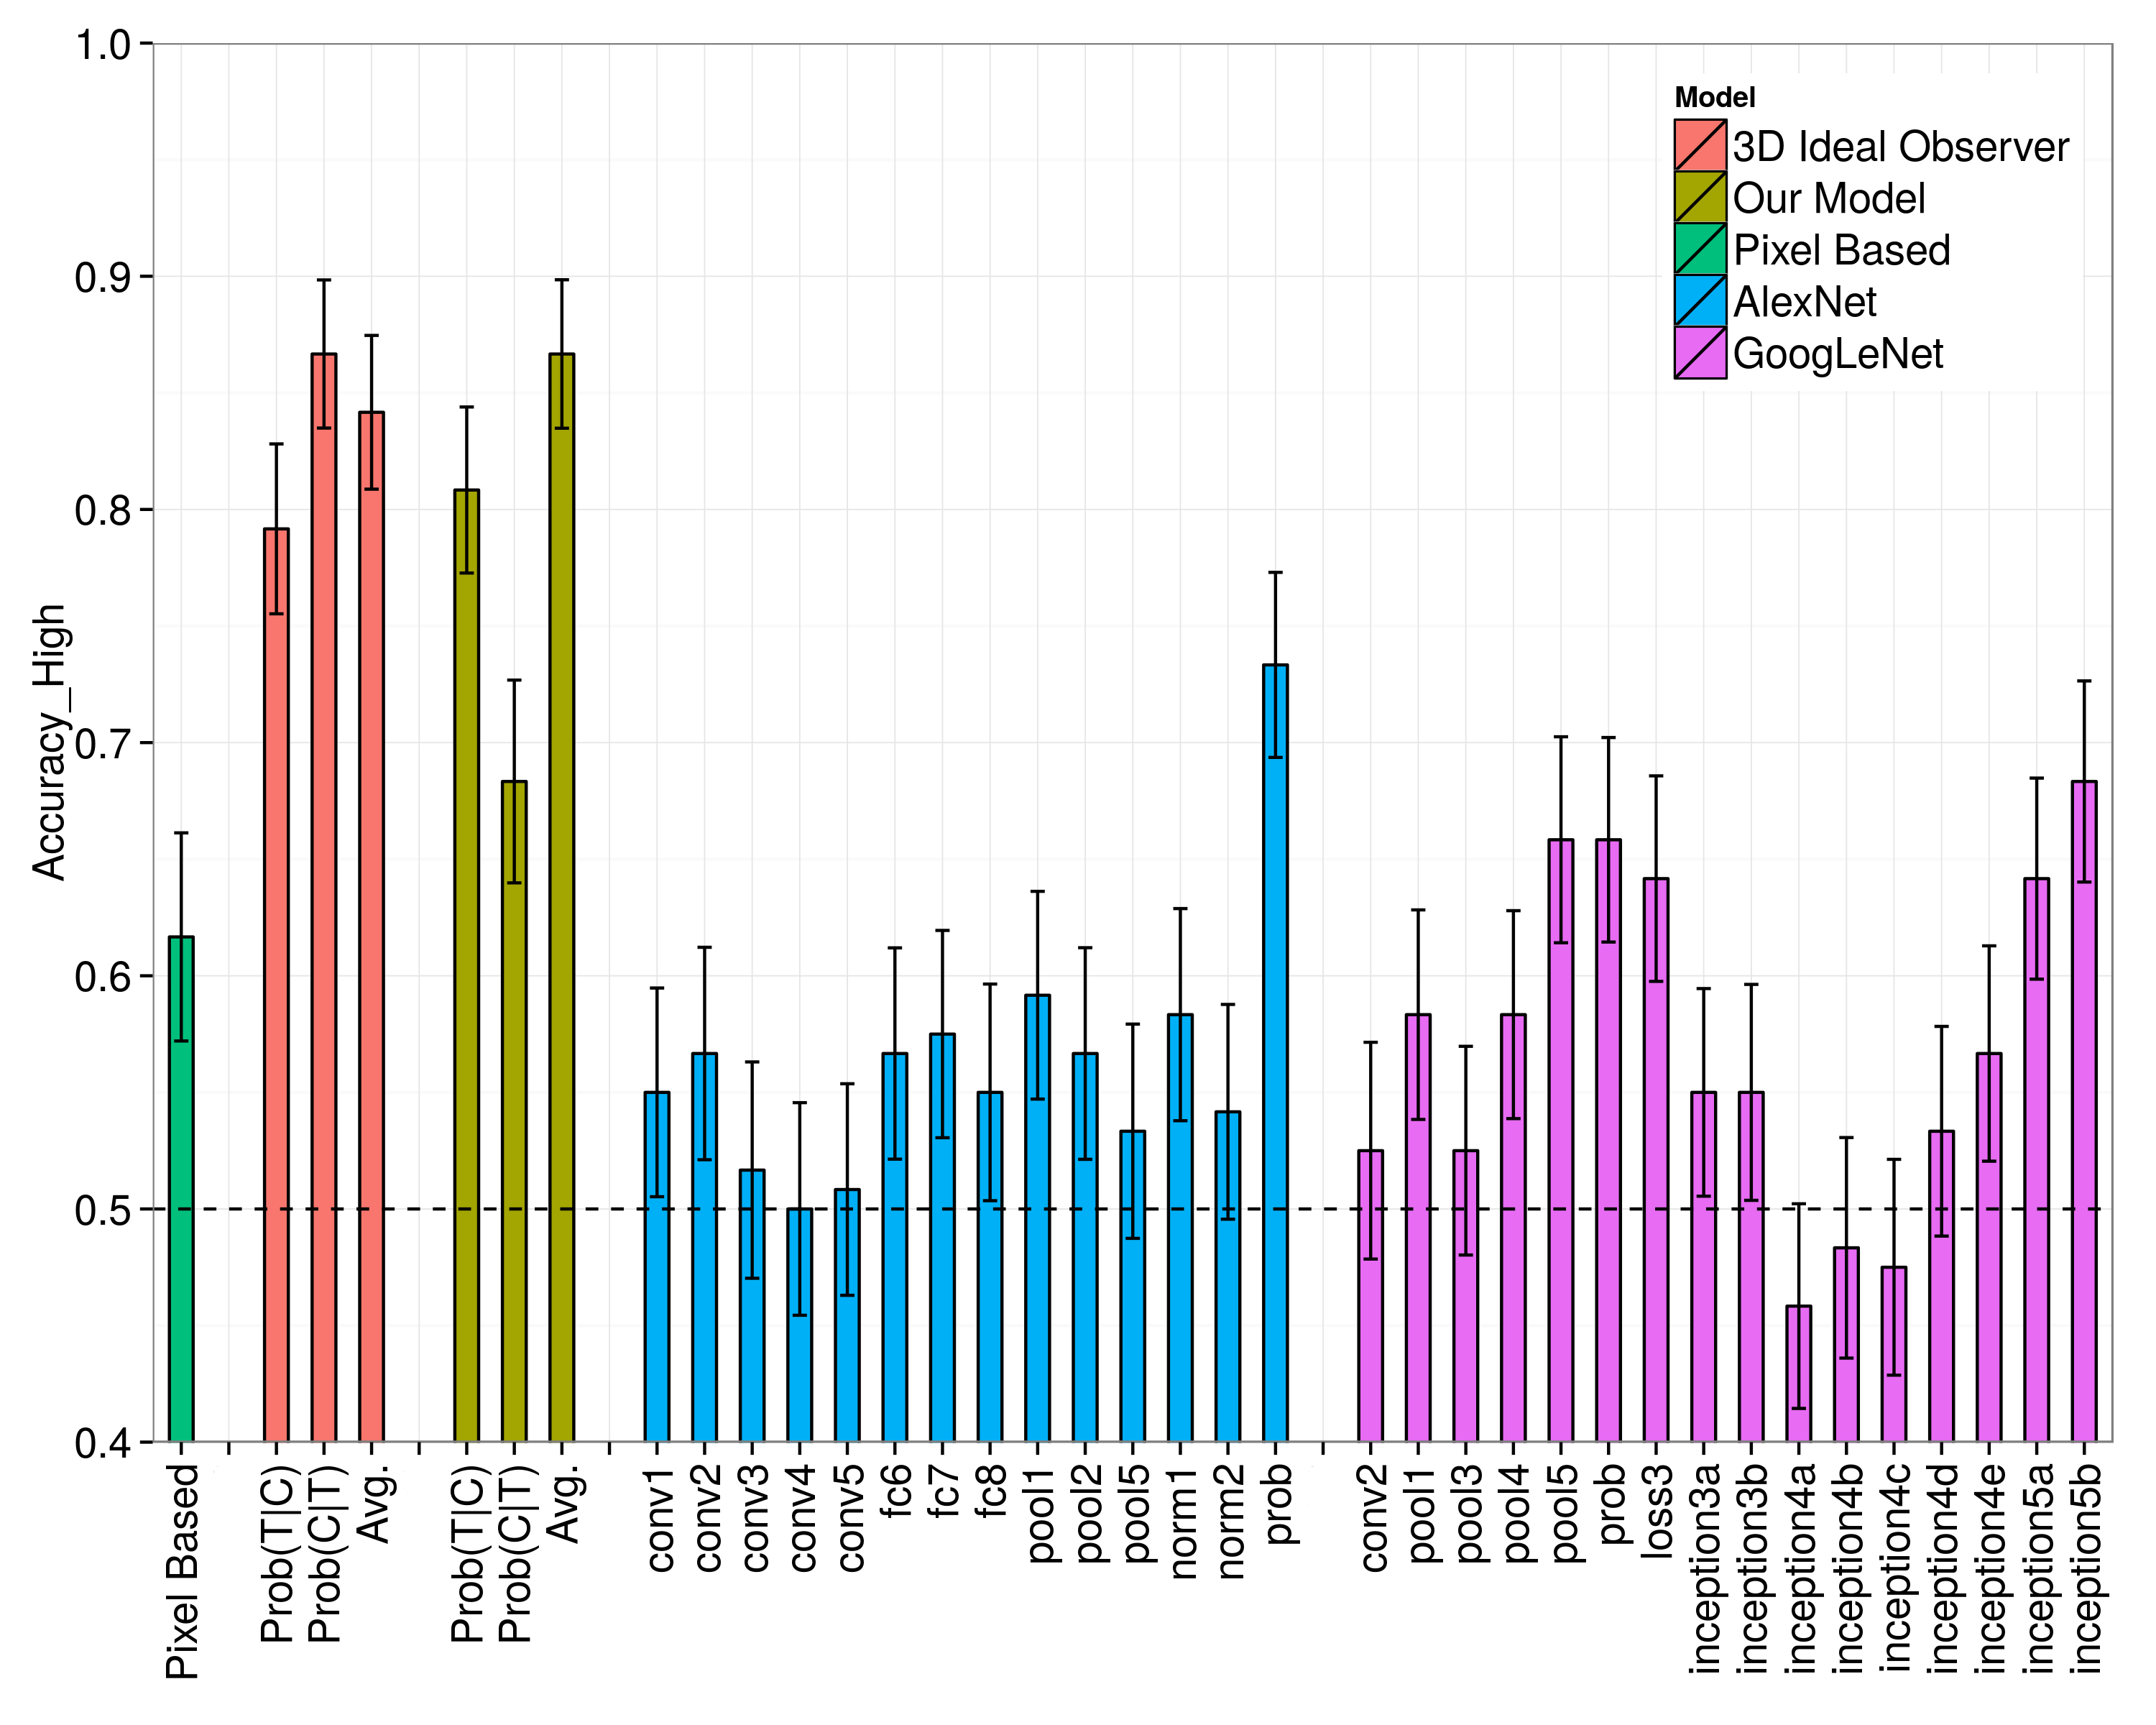 1.0
0.9
0.8
0.7
0.6
0.5
0.4
Accuracy_High
Model
3D Ideal Observer
Our Model
Pixel Based
AlexNet
GoogLeNet
Pixel Based
Prob(T|C)
Prob(C|T)
Avg.
Prob(T|C)
Prob(C|T)
Avg.
conv1
conv2
conv3
conv4
conv5
fc6
fc7
fc8
pool1
pool2
pool5
norm1
norm2
prob
conv2
pool1
pool3
pool4
pool5
prob
loss3
inception3a
inception3b
inception4a
inception4b
inception4c
inception4d
inception4e
inception5a
inception5b